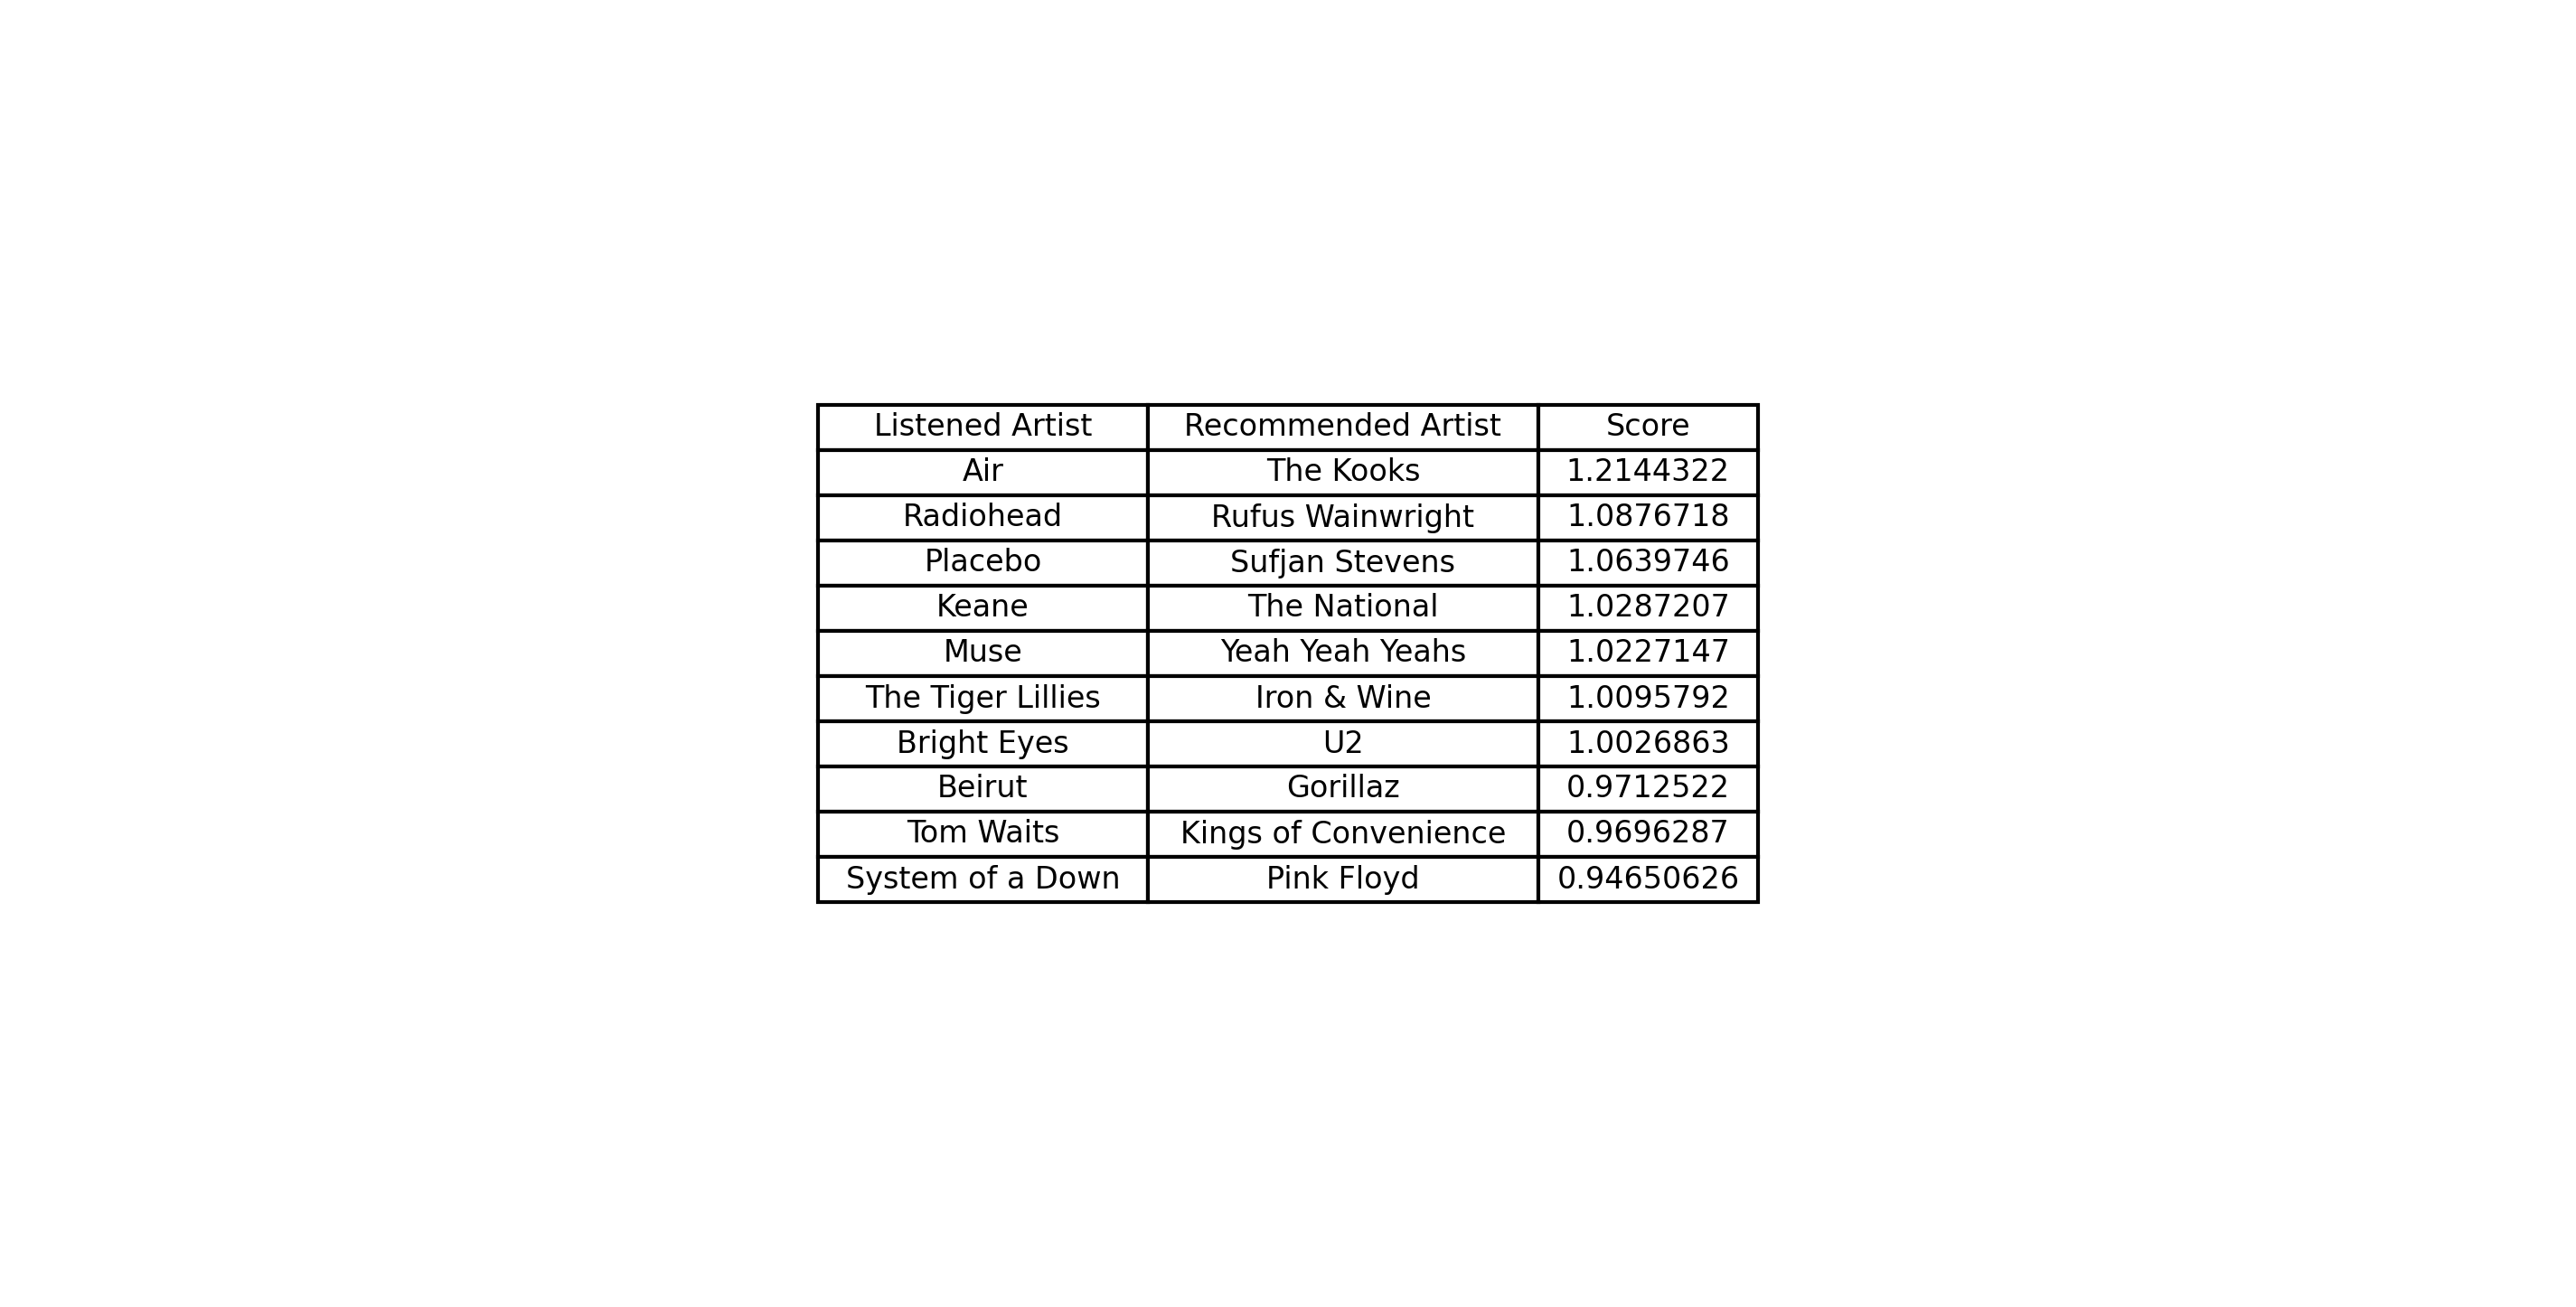 Listened Artist Recommended Artist Score
Air The Kooks 1.2144322
Radiohead Rufus Wainwright 1.0876718
Placebo Sufjan Stevens 1.0639746
Keane The National 1.0287207
Muse Yeah Yeah Yeahs 1.0227147
The Tiger Lillies Iron & Wine 1.0095792
Bright Eyes U2 1.0026863
Beirut Gorillaz 0.9712522
Tom Waits Kings of Convenience 0.9696287
System of a Down Pink Floyd 0.94650626